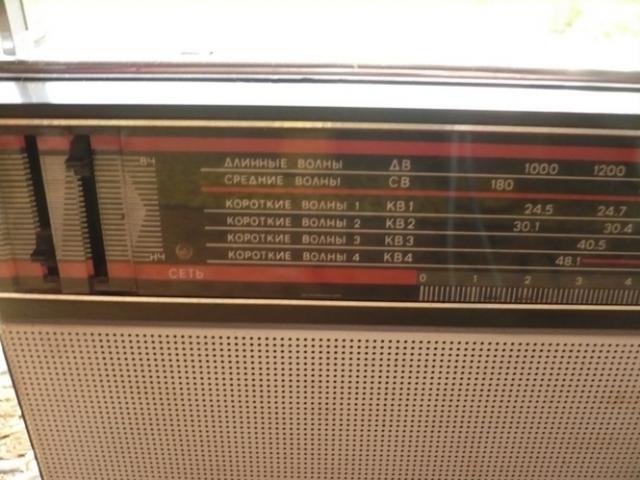 ВЧ
ДЛИННЫЕ ВОЛНЫ ДВ 1000 1200
СРЕДНИЕ ВОЛНЫ СВ 180
КОРОТКИЕ ВОЛНЫ 1 КВ1 24.5 24.7
КОРОТКИЕ ВОЛНЫ 2 КВ2 30.1 30.4
КОРОТКИЕ ВОЛНЫ 3 КВ3 40.5
НЧ КОРОТКИЕ ВОЛНЫ 4 КВ4 48.1
СЕТЬ 0 1 2 3 4